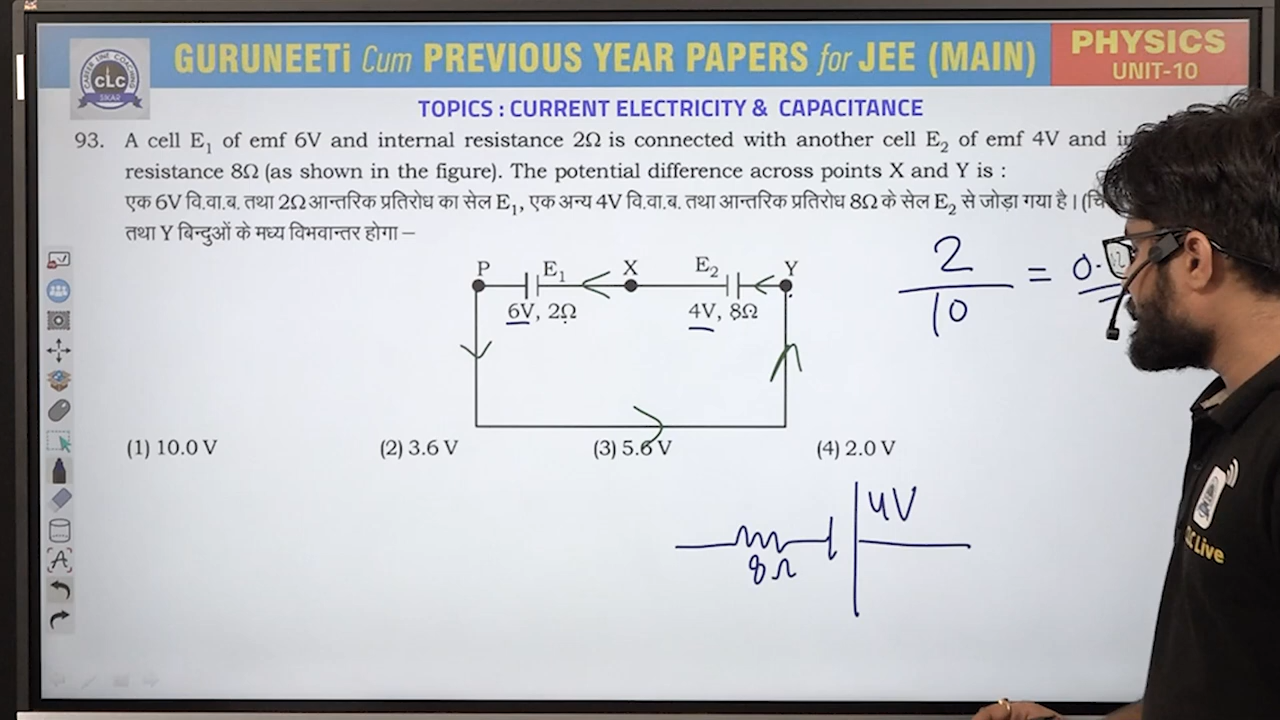 GURUNEETi Cum PREVIOUS YEAR PAPERS for JEE (MAIN)
PHYSICS
UNIT-10
CLC
SIKAR
TOPICS : CURRENT ELECTRICITY & CAPACITANCE
93. A cell E₁ of emf 6V and internal resistance 2Ω is connected with another cell E₂ of emf 4V and
resistance 8Ω (as shown in the figure). The potential difference across points X and Y is :
एक 6V वि.वा.ब. तथा 2Ω आन्तरिक प्रतिरोध का सेल E₁, एक अन्य 4V वि.वा.ब. तथा आन्तरिक प्रतिरोध 8Ω के सेल E₂ से जोड़ा गया है।
तथा Y बिन्दुओं के मध्य विभवान्तर होगा –
P E₁ X E₂ Y
6V, 2Ω 4V, 8Ω
2
10
=
(1) 10.0 V (2) 3.6 V (3) 5.6 V (4) 2.0 V
4V
8Ω
Live